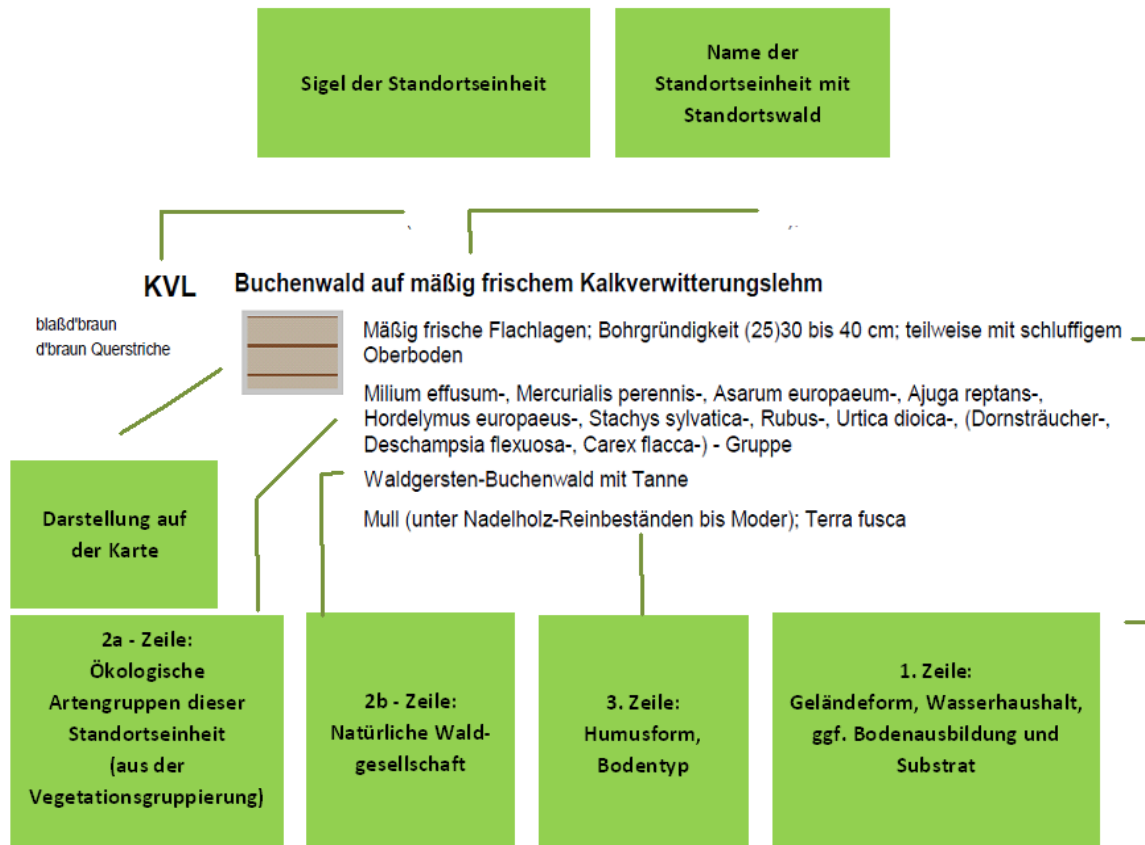 Sigel der Standortseinheit
Name der
Standortseinheit mit
Standortswald
KVL
Buchenwald auf mäßig frischem Kalkverwitterungslehm
blaßd'braun
d'braun Querstriche
Mäßig frische Flachlagen; Bohrgründigkeit (25)30 bis 40 cm; teilweise mit schluffigem
Oberboden
Milium effusum-, Mercurialis perennis-, Asarum europaeum-, Ajuga reptans-,
Hordelymus europaeus-, Stachys sylvatica-, Rubus-, Urtica dioica-, (Dornsträucher-,
Deschampsia flexuosa-, Carex flacca-) - Gruppe
Waldgersten-Buchenwald mit Tanne
Mull (unter Nadelholz-Reinbeständen bis Moder); Terra fusca
Darstellung auf
der Karte
2a - Zeile:
Ökologische
Artengruppen dieser
Standortseinheit
(aus der
Vegetationsgruppierung)
2b - Zeile:
Natürliche Wald-
gesellschaft
3. Zeile:
Humusform,
Bodentyp
1. Zeile:
Geländeform, Wasserhaushalt,
ggf. Bodenausbildung und
Substrat